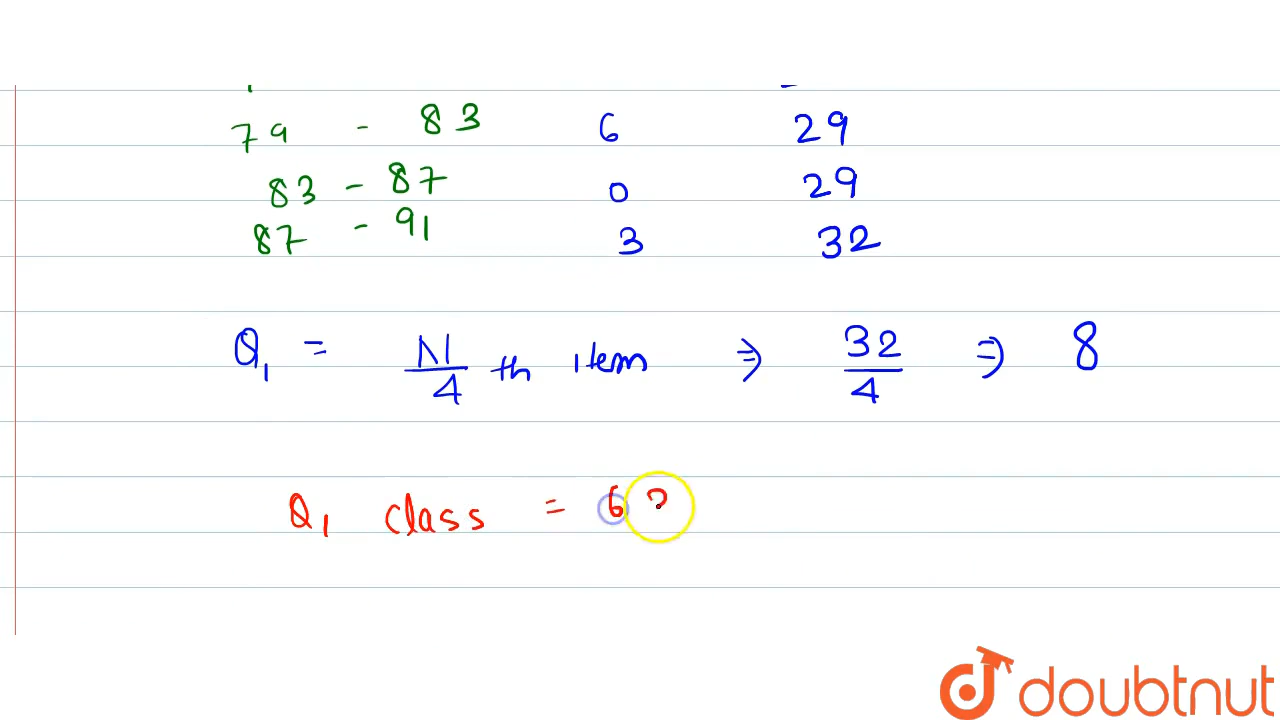 79 - 83 6 29
83 - 87 0 29
87 - 91 3 32
Q1 = N/4 th item ⇒ 32/4 ⇒ 8
Q1 class = 6
doubtnut